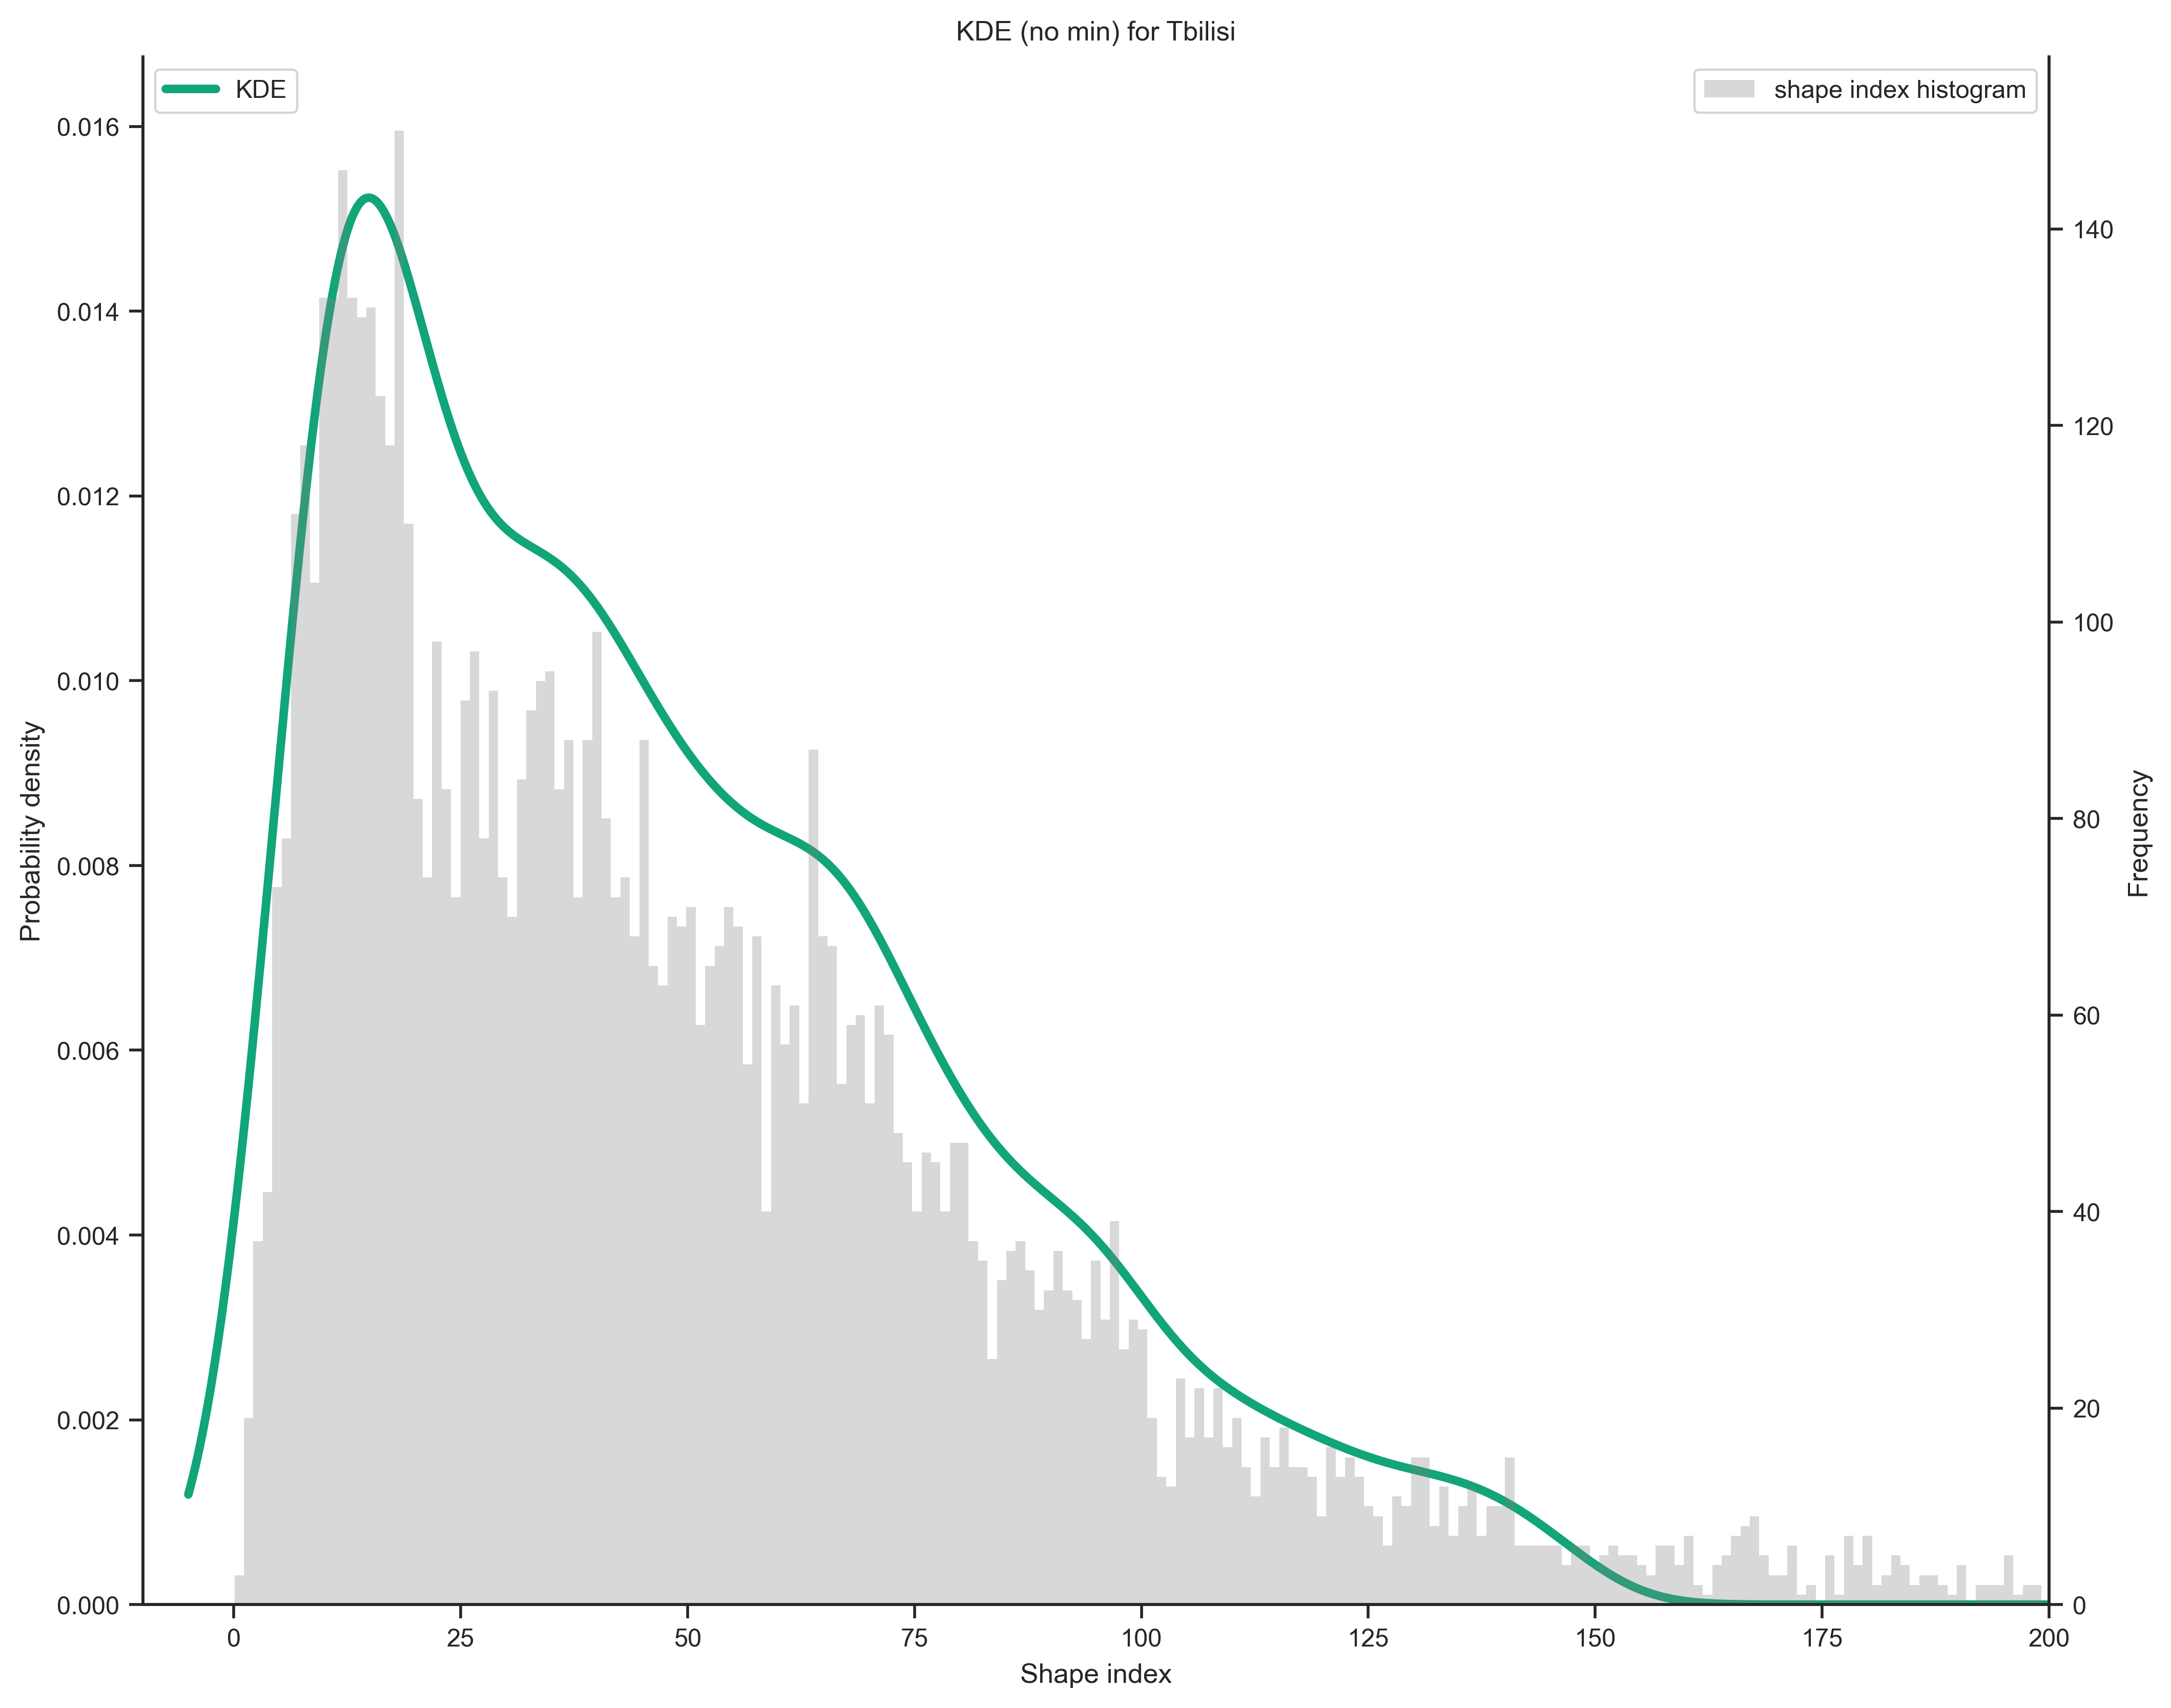 KDE (no min) for Tbilisi
KDE
shape index histogram
0.016
0.014
0.012
0.010
0.008
0.006
0.004
0.002
0.000
Probability density
140
120
100
80
60
40
20
0
Frequency
0 25 50 75 100 125 150 175 200
Shape index